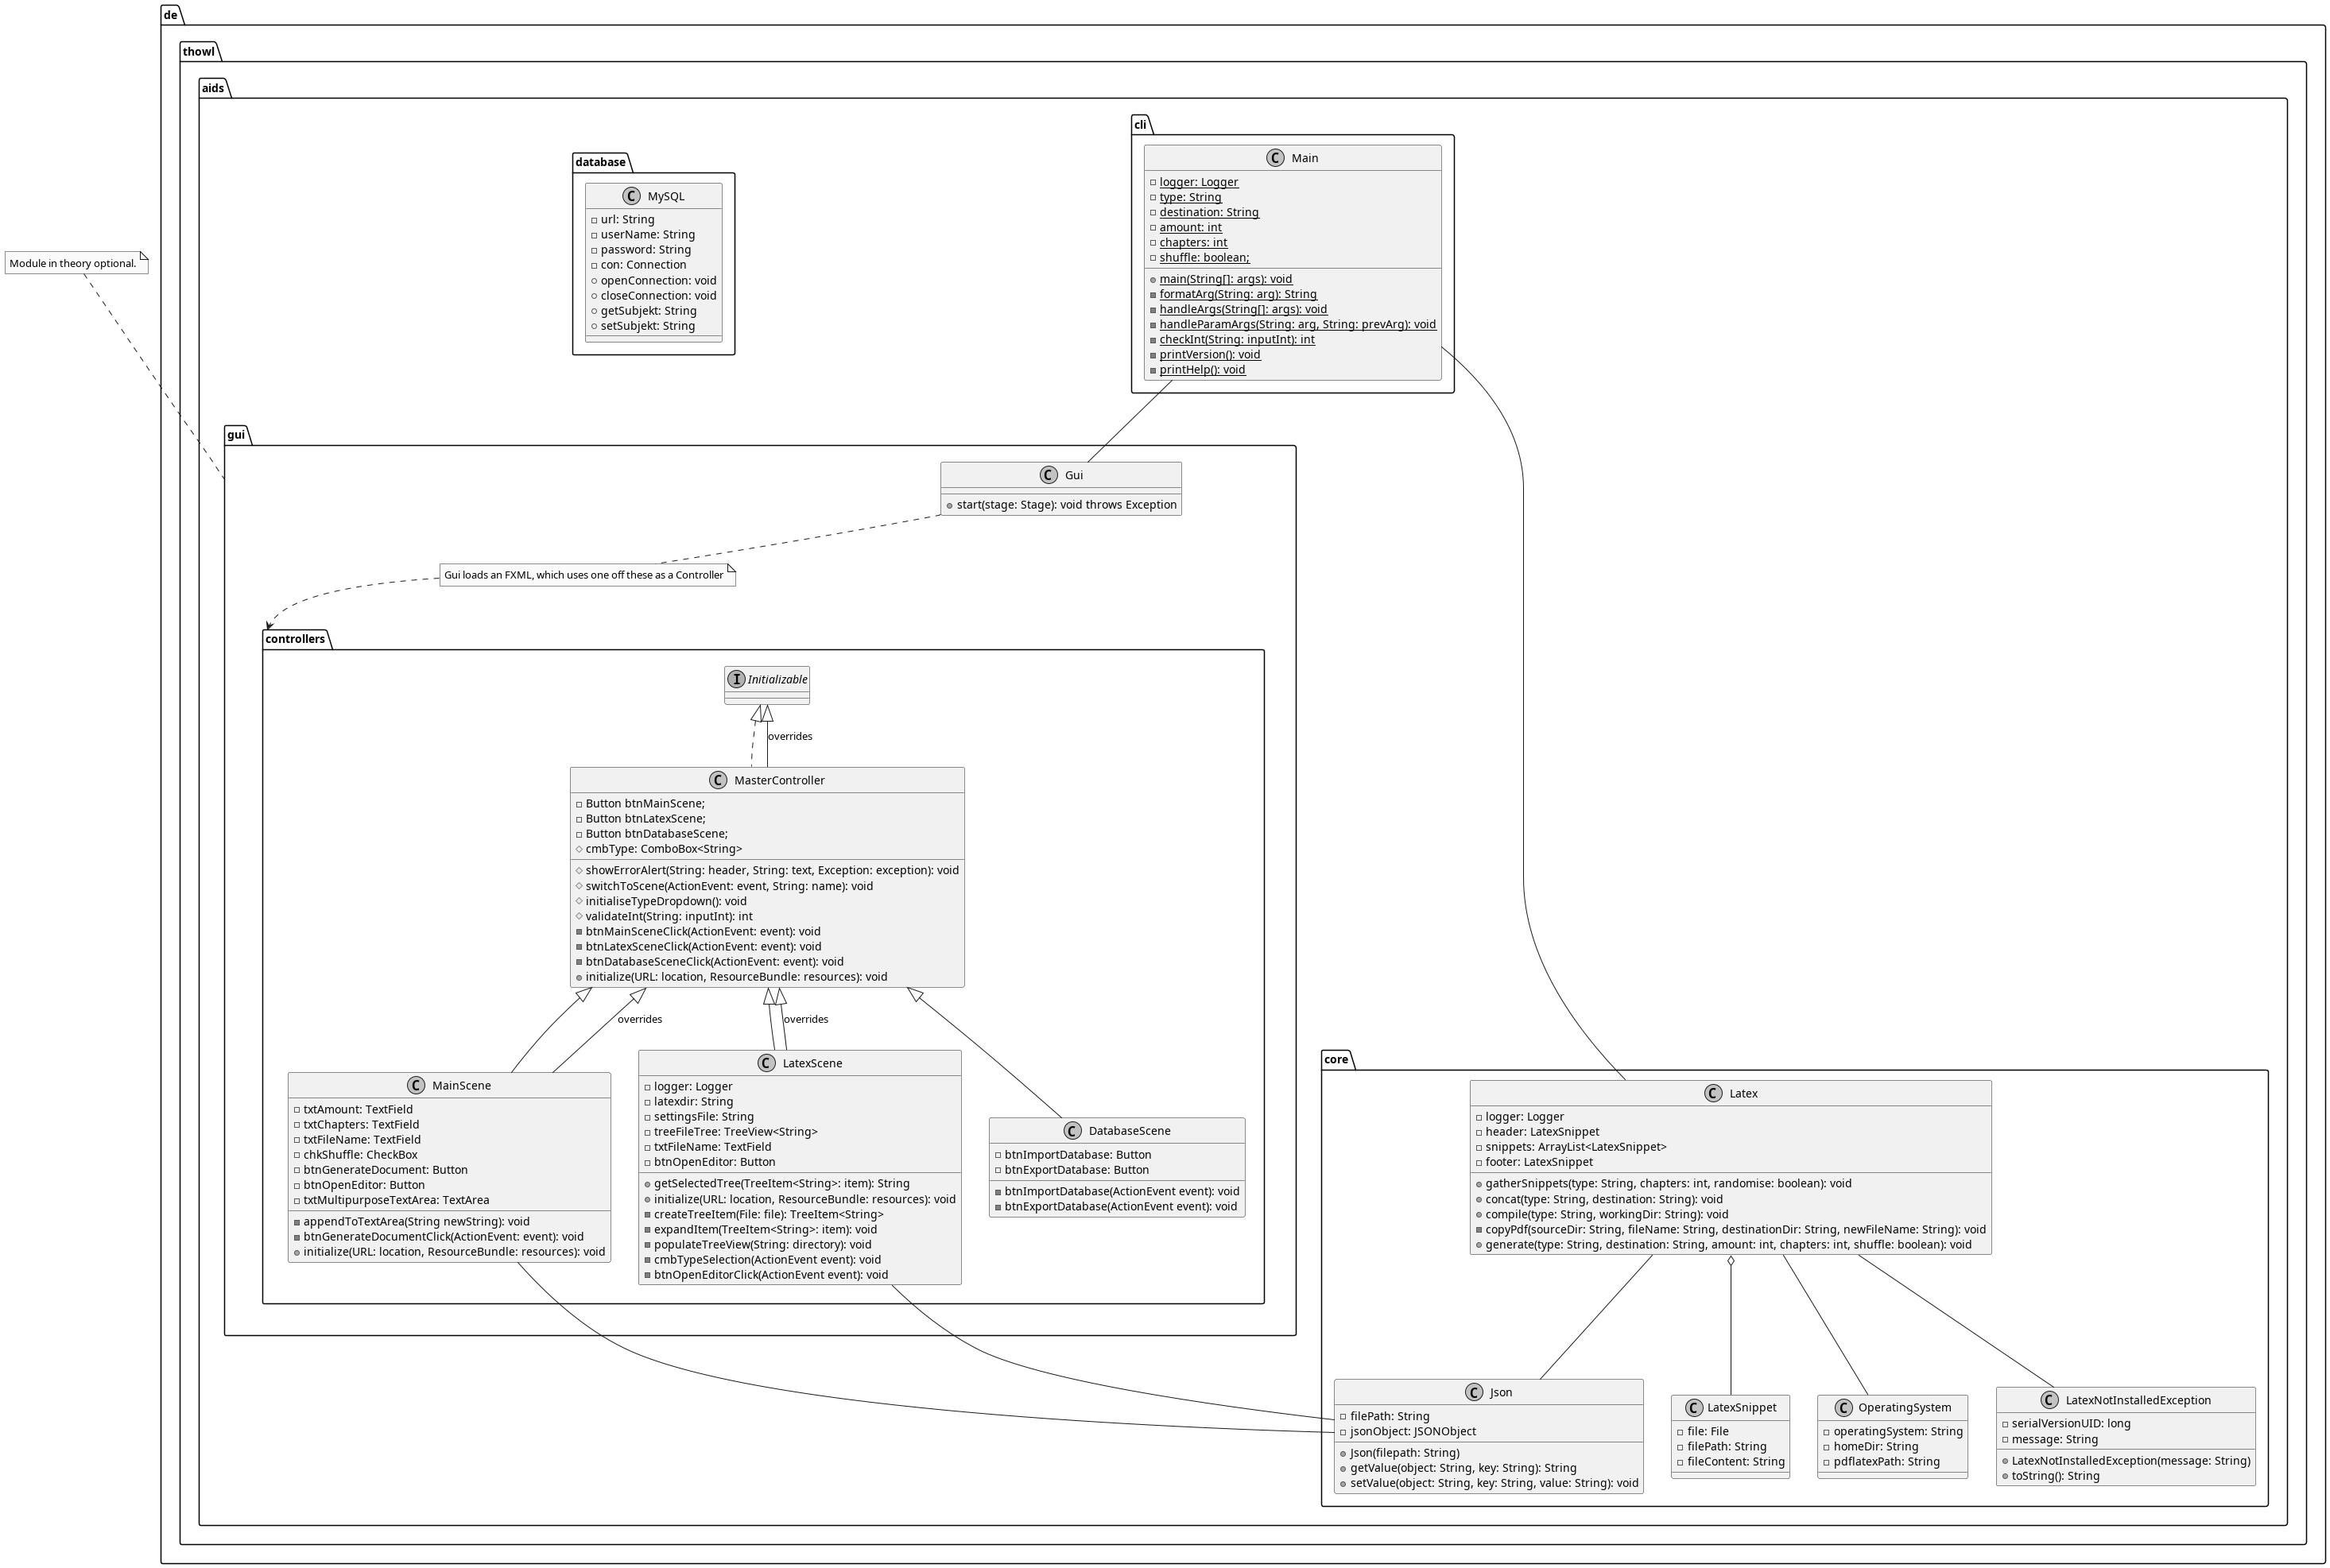 de
thowl
aids
cli
C Main
logger: Logger
type: String
destination: String
amount: int
chapters: int
shuffle: boolean;
main(String[]: args): void
formatArg(String: arg): String
handleArgs(String[]: args): void
handleParamArgs(String: arg, String: prevArg): void
checkInt(String: inputInt): int
printVersion(): void
printHelp(): void
database
C MySQL
url: String
userName: String
password: String
con: Connection
openConnection: void
closeConnection: void
getSubjekt: String
setSubjekt: String
Module in theory optional.
gui
C Gui
start(stage: Stage): void throws Exception
Gui loads an FXML, which uses one off these as a Controller
controllers
I Initializable
overrides
C MasterController
Button btnMainScene;
Button btnLatexScene;
Button btnDatabaseScene;
cmbType: ComboBox<String>
showErrorAlert(String: header, String: text, Exception: exception): void
switchToScene(ActionEvent: event, String: name): void
initialiseTypeDropdown(): void
validateInt(String: inputInt): int
btnMainSceneClick(ActionEvent: event): void
btnLatexSceneClick(ActionEvent: event): void
btnDatabaseSceneClick(ActionEvent: event): void
initialize(URL: location, ResourceBundle: resources): void
overrides
overrides
C MainScene
txtAmount: TextField
txtChapters: TextField
txtFileName: TextField
chkShuffle: CheckBox
btnGenerateDocument: Button
btnOpenEditor: Button
txtMultipurposeTextArea: TextArea
appendToTextArea(String newString): void
btnGenerateDocumentClick(ActionEvent: event): void
initialize(URL: location, ResourceBundle: resources): void
C LatexScene
logger: Logger
latexdir: String
settingsFile: String
treeFileTree: TreeView<String>
txtFileName: TextField
btnOpenEditor: Button
getSelectedTree(TreeItem<String>: item): String
initialize(URL: location, ResourceBundle: resources): void
createTreeItem(File: file): TreeItem<String>
expandItem(TreeItem<String>: item): void
populateTreeView(String: directory): void
cmbTypeSelection(ActionEvent event): void
btnOpenEditorClick(ActionEvent event): void
C DatabaseScene
btnImportDatabase: Button
btnExportDatabase: Button
btnImportDatabase(ActionEvent event): void
btnExportDatabase(ActionEvent event): void
core
C Latex
logger: Logger
header: LatexSnippet
snippets: ArrayList<LatexSnippet>
footer: LatexSnippet
gatherSnippets(type: String, chapters: int, randomise: boolean): void
concat(type: String, destination: String): void
compile(type: String, workingDir: String): void
copyPdf(sourceDir: String, fileName: String, destinationDir: String, newFileName: String): void
generate(type: String, destination: String, amount: int, chapters: int, shuffle: boolean): void
C Json
filePath: String
jsonObject: JSONObject
Json(filepath: String)
getValue(object: String, key: String): String
setValue(object: String, key: String, value: String): void
C LatexSnippet
file: File
filePath: String
fileContent: String
C OperatingSystem
operatingSystem: String
homeDir: String
pdflatexPath: String
C LatexNotInstalledException
serialVersionUID: long
message: String
LatexNotInstalledException(message: String)
toString(): String